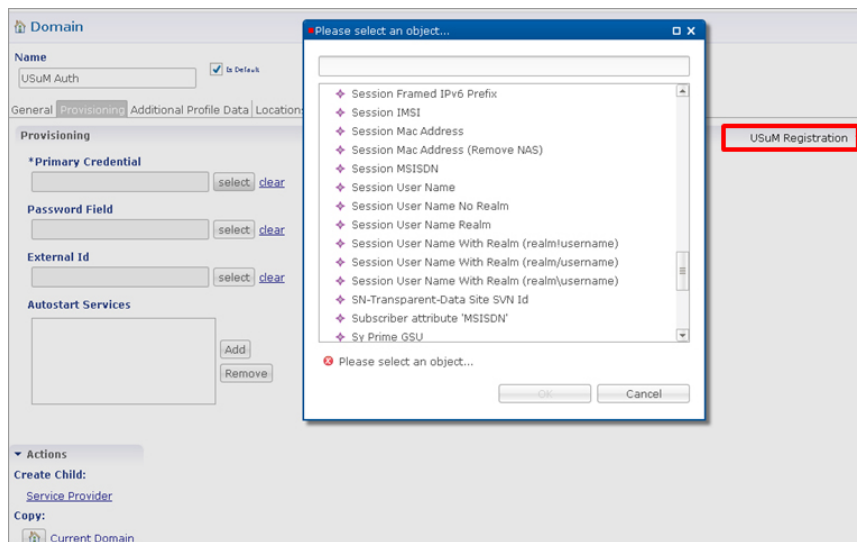 Domain
Name
USuM Auth
Is Default
General Provisioning Additional Profile Data Location
Provisioning
*Primary Credential
select clear
Password Field
select clear
External Id
select clear
Autostart Services
Add
Remove
Actions
Create Child:
Service Provider
Copy:
Current Domain
Please select an object...
Session Framed IPv6 Prefix
Session IMSI
Session Mac Address
Session Mac Address (Remove NAS)
Session MSISDN
Session User Name
Session User Name No Realm
Session User Name Realm
Session User Name With Realm (realm!username)
Session User Name With Realm (realm/username)
Session User Name With Realm (realm\username)
SN-Transparent-Data Site SVN Id
Subscriber attribute 'MSISDN'
Sy Prime GSU
Please select an object...
OK
Cancel
USuM Registration